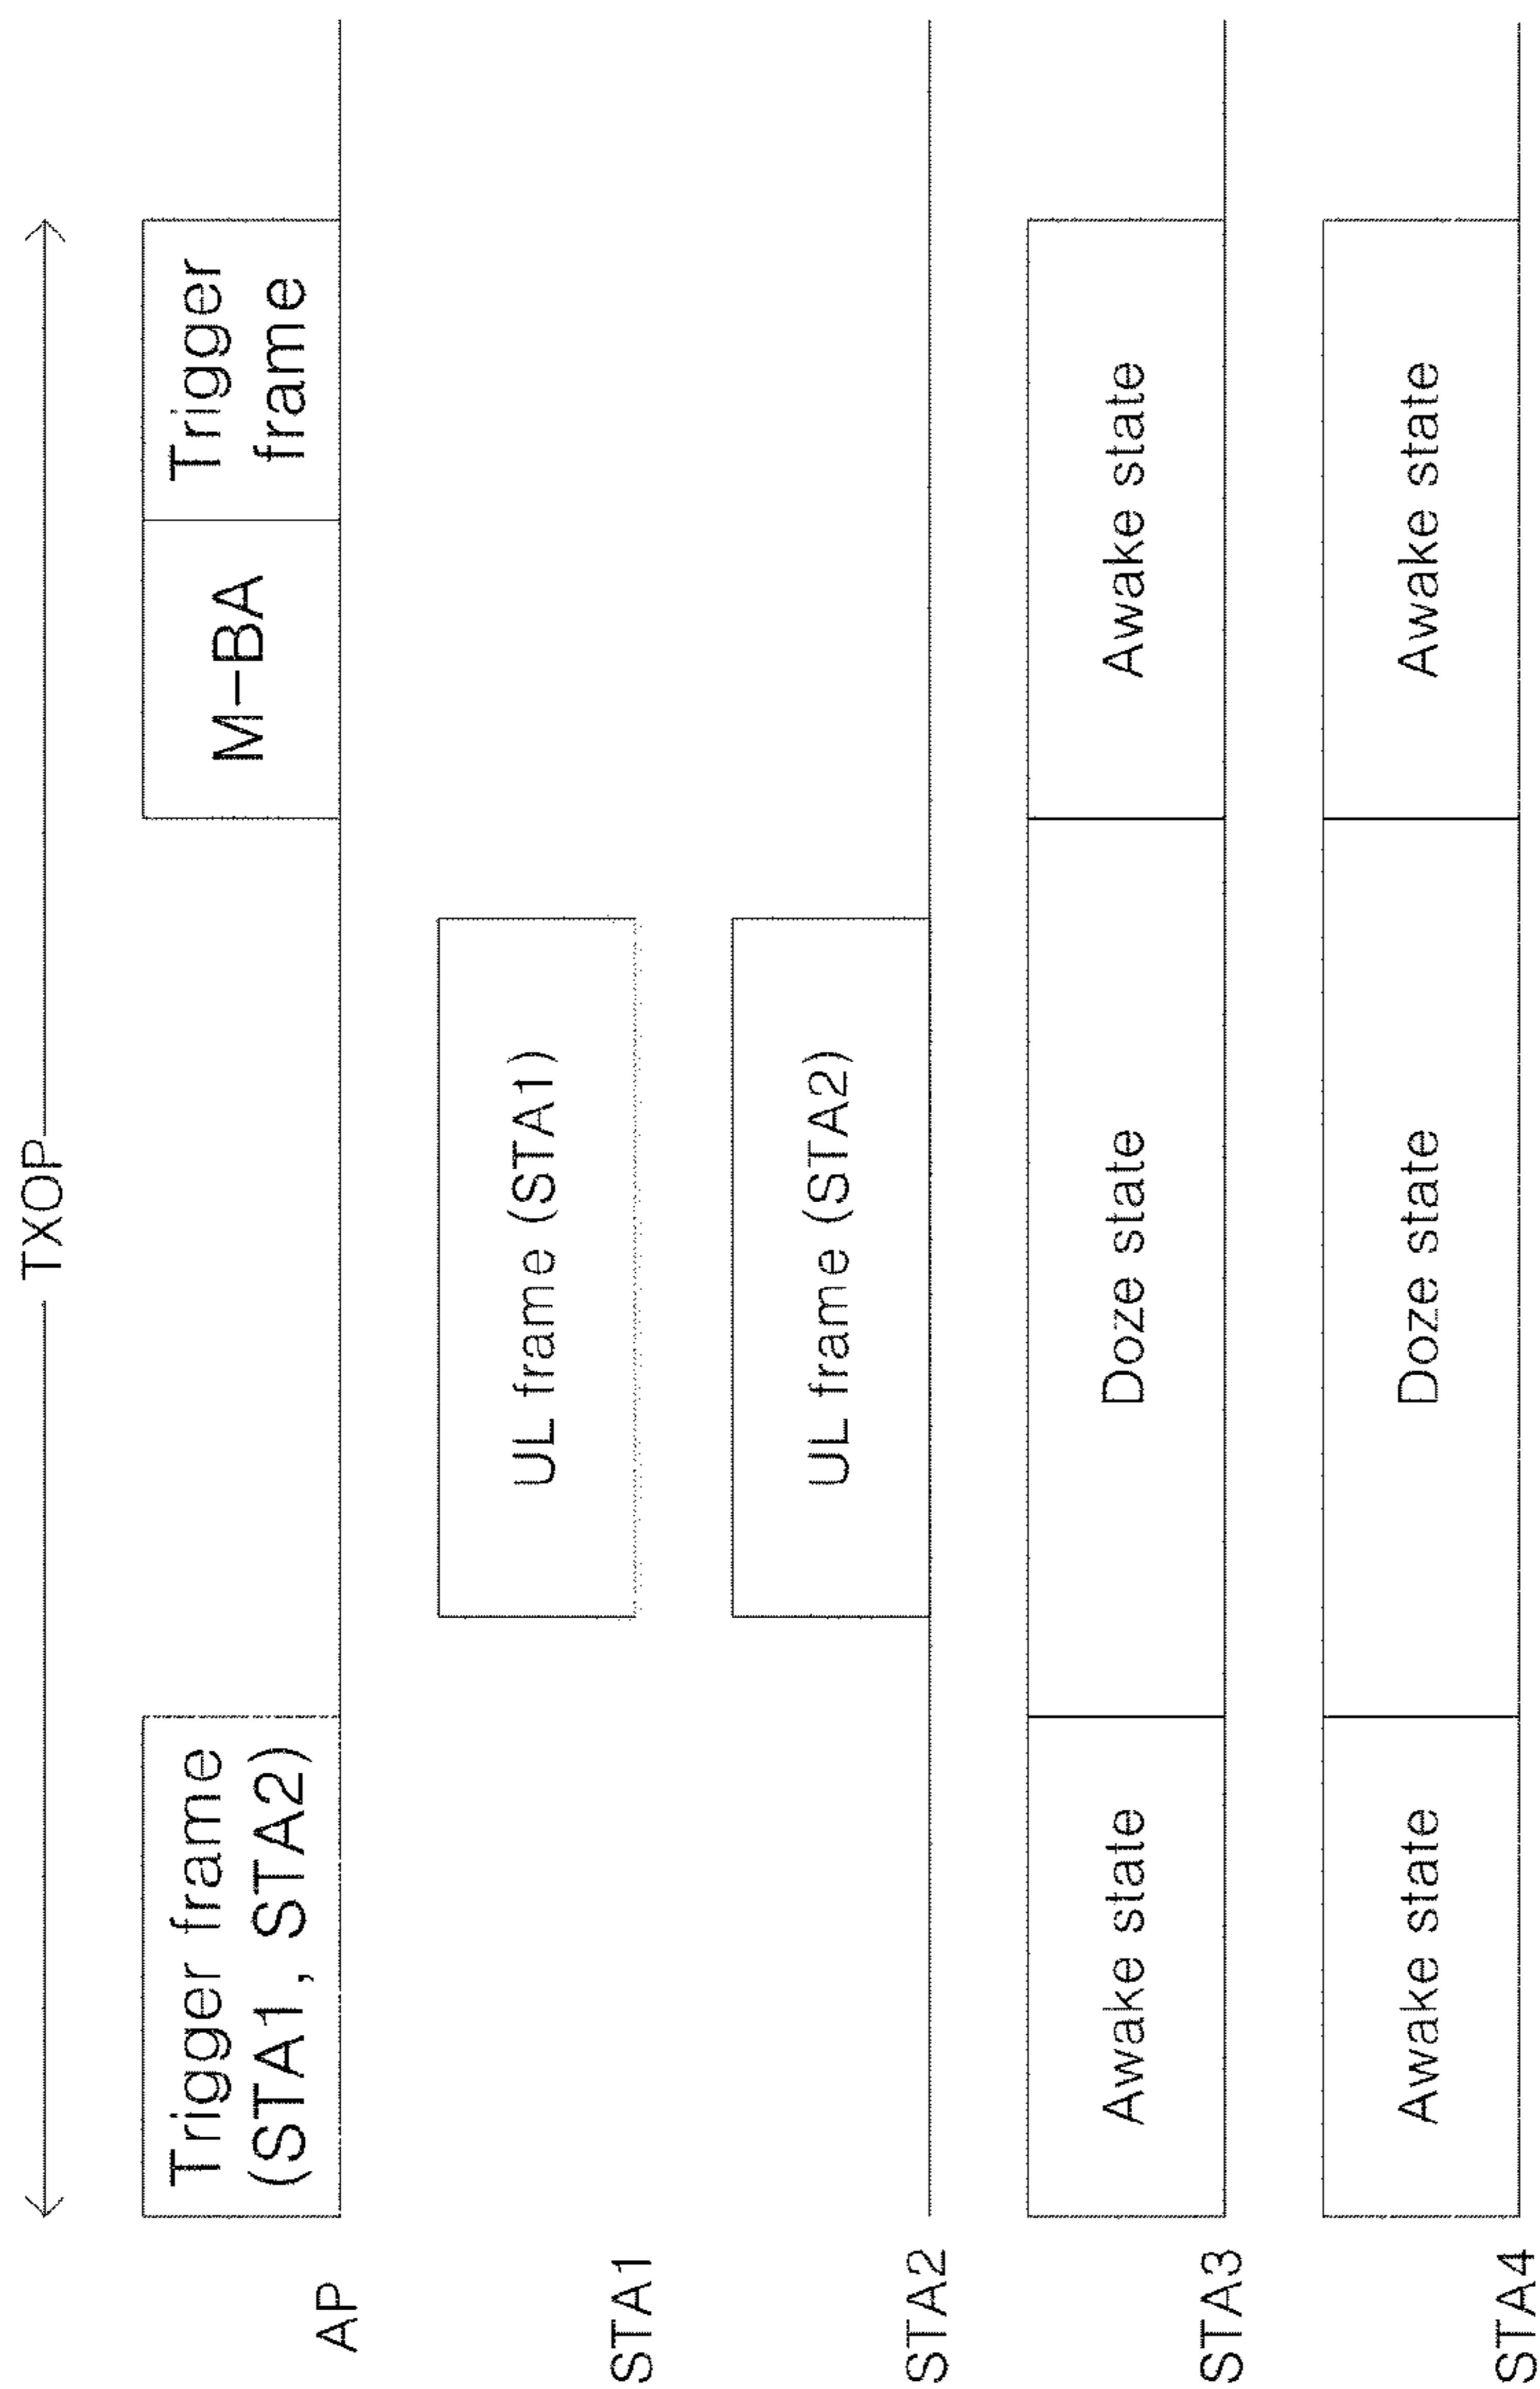 TXOP
AP
Trigger frame
(STA1, STA2)
M-BA
Trigger
frame
STA1
UL frame (STA1)
STA2
UL frame (STA2)
STA3
Awake state
Doze state
Awake state
STA4
Awake state
Doze state
Awake state